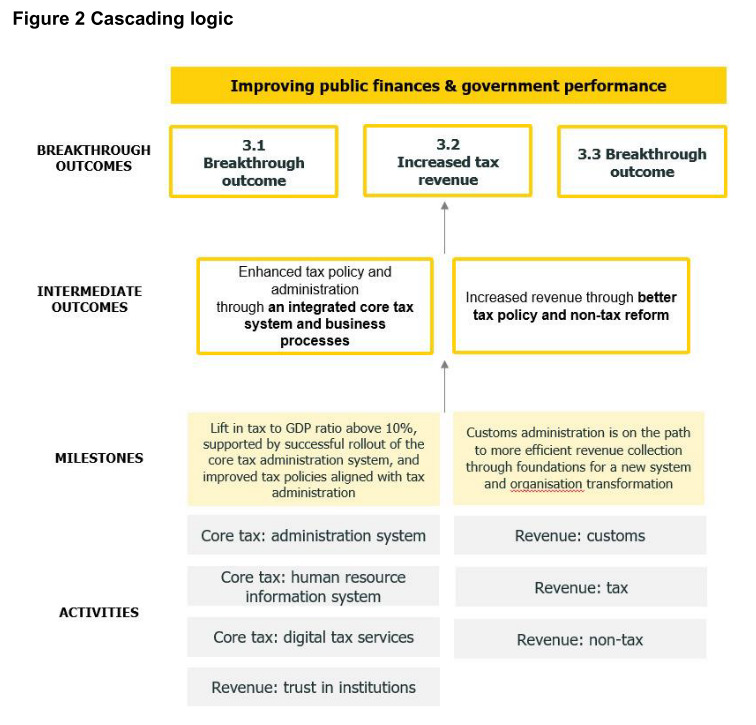 Figure 2 Cascading logic
Improving public finances & government performance
BREAKTHROUGH
OUTCOMES
3.1
Breakthrough
outcome
3.2
Increased tax
revenue
3.3 Breakthrough
outcome
INTERMEDIATE
OUTCOMES
Enhanced tax policy and
administration
through an integrated core tax
system and business
processes
Increased revenue through better
tax policy and non-tax reform
MILESTONES
Lift in tax to GDP ratio above 10%,
supported by successful rollout of the
core tax administration system, and
improved tax policies aligned with tax
administration
Customs administration is on the path
to more efficient revenue collection
through foundations for a new system
and organisation transformation
ACTIVITIES
Core tax: administration system
Revenue: customs
Core tax: human resource
information system
Revenue: tax
Core tax: digital tax services
Revenue: non-tax
Revenue: trust in institutions